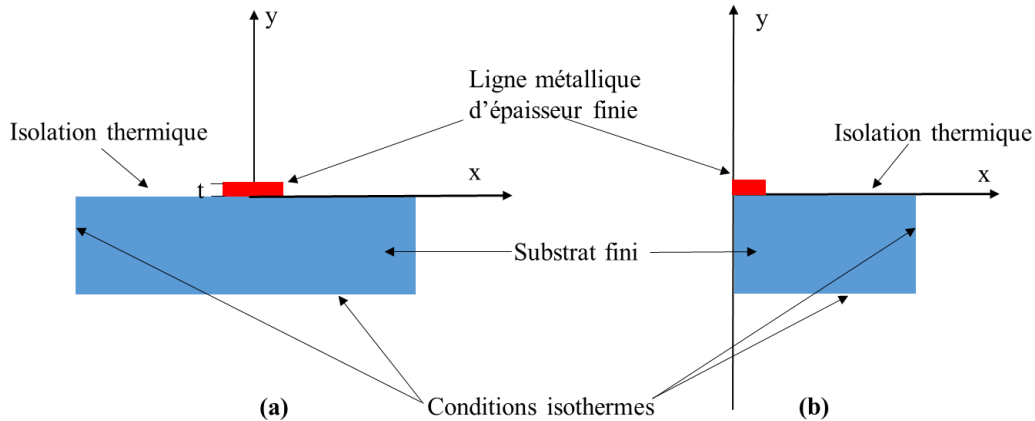 y
y
Ligne métallique
d'épaisseur finie
Isolation thermique
Isolation thermique
t
x
x
Substrat fini
(a)
Conditions isothermes
(b)